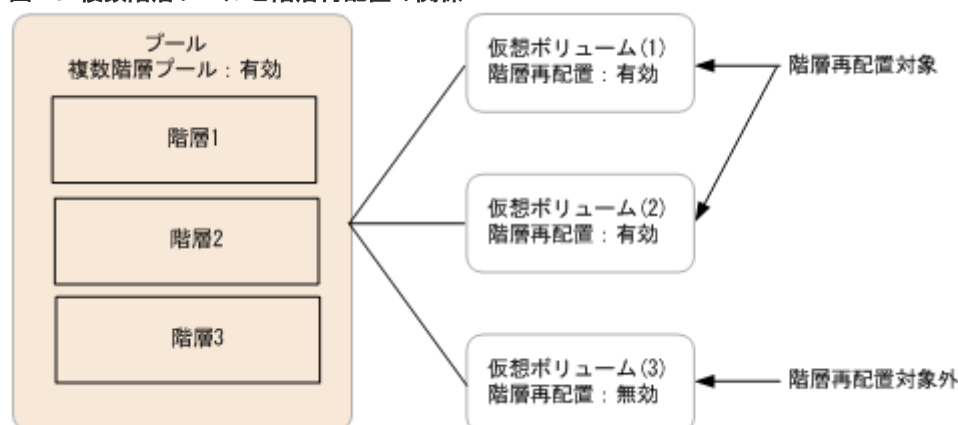 プール
複数階層プール：有効
階層1
階層2
階層3
仮想ボリューム(1)
階層再配置：有効
仮想ボリューム(2)
階層再配置：有効
仮想ボリューム(3)
階層再配置：無効
階層再配置対象
階層再配置対象外